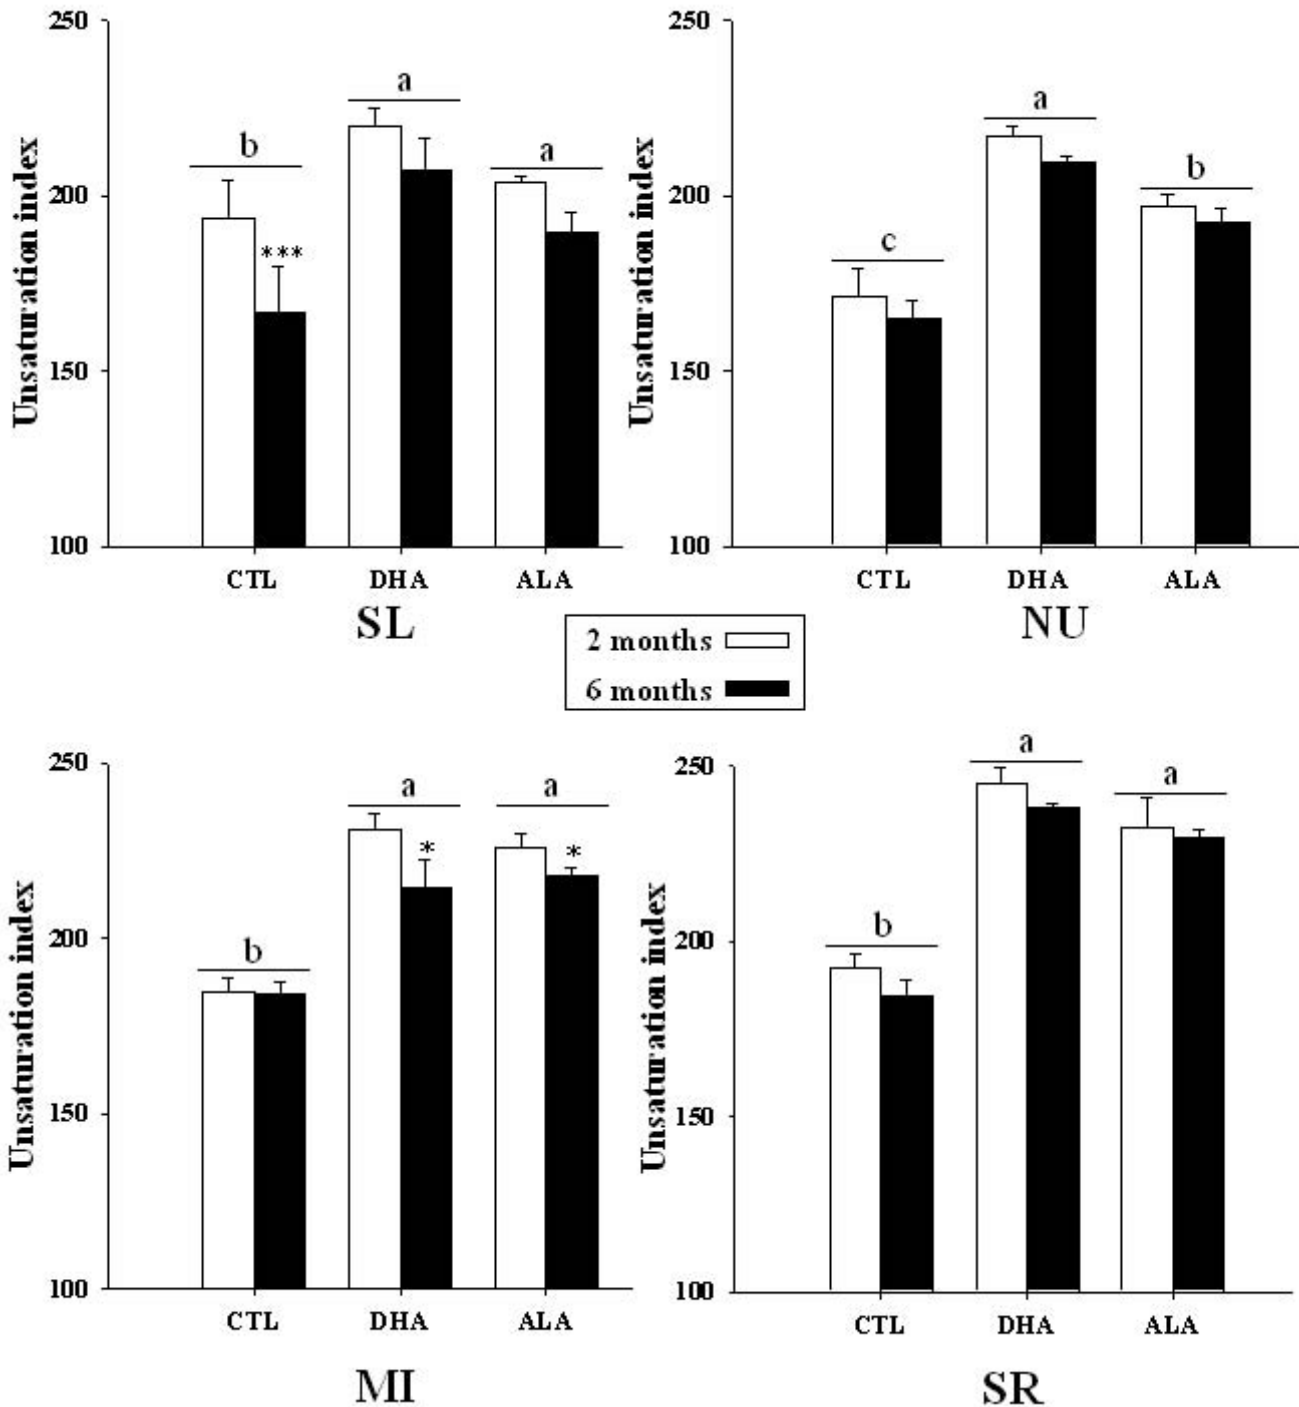 250
200
150
100
Unsaturation index
b
***
a
a
CTL DHA ALA
SL
250
200
150
100
Unsaturation index
c
a
b
CTL DHA ALA
NU
2 months
6 months
250
200
150
100
Unsaturation index
b
a
*
a
*
CTL DHA ALA
MI
250
200
150
100
Unsaturation index
b
a
a
CTL DHA ALA
SR